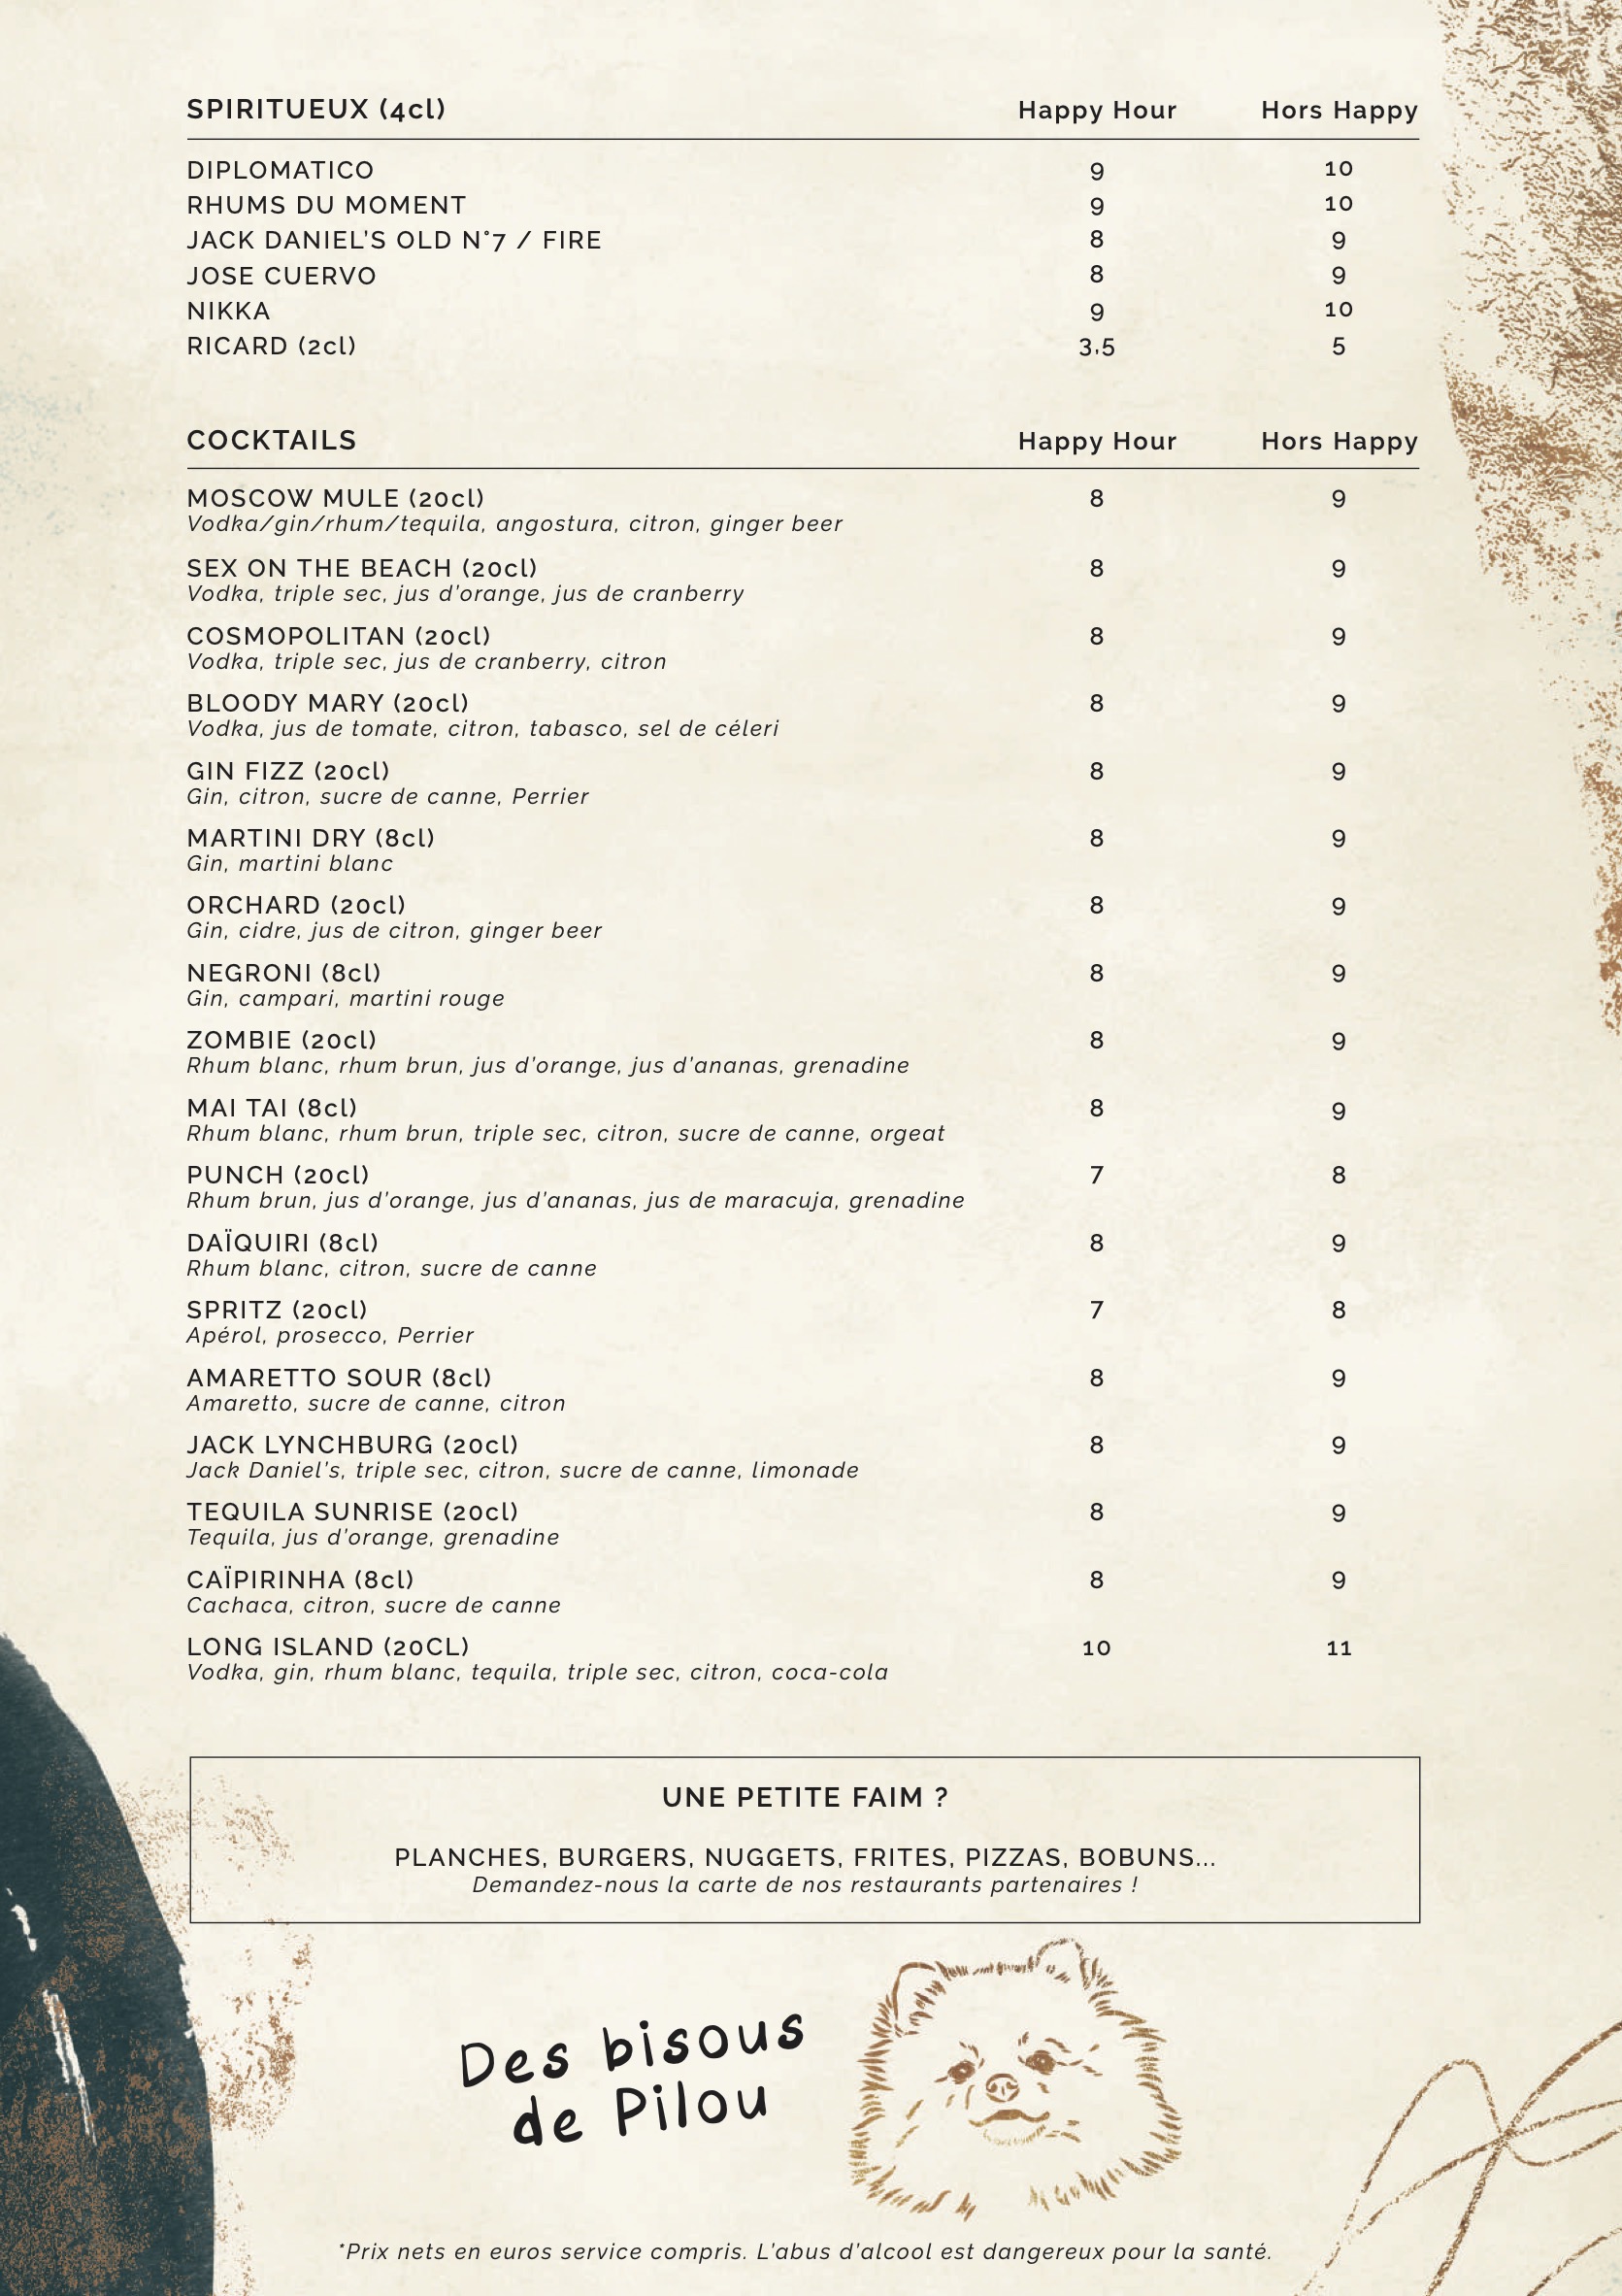 SPIRITUEUX (4cl) Happy Hour Hors Happy
DIPLOMATICO 9 10
RHUMS DU MOMENT 9 10
JACK DANIEL’S OLD N°7 / FIRE 8 9
JOSE CUERVO 8 9
NIKKA 9 10
RICARD (2cl) 3.5 5
COCKTAILS Happy Hour Hors Happy
MOSCOW MULE (20cl) 8 9
Vodka/gin/rhum/tequila, angostura, citron, ginger beer
SEX ON THE BEACH (20cl) 8 9
Vodka, triple sec, jus d’orange, jus de cranberry
COSMOPOLITAN (20cl) 8 9
Vodka, triple sec, jus de cranberry, citron
BLOODY MARY (20cl) 8 9
Vodka, jus de tomate, citron, tabasco, sel de céleri
GIN FIZZ (20cl) 8 9
Gin, citron, sucre de canne, Perrier
MARTINI DRY (8cl) 8 9
Gin, martini blanc
ORCHARD (20cl) 8 9
Gin, cidre, jus de citron, ginger beer
NEGRONI (8cl) 8 9
Gin, campari, martini rouge
ZOMBIE (20cl) 8 9
Rhum blanc, rhum brun, jus d’orange, jus d’ananas, grenadine
MAI TAI (8cl) 8 9
Rhum blanc, rhum brun, triple sec, citron, sucre de canne, orgeat
PUNCH (20cl) 7 8
Rhum brun, jus d’orange, jus d’ananas, jus de maracuja, grenadine
DAÏQUIRI (8cl) 8 9
Rhum blanc, citron, sucre de canne
SPRITZ (20cl) 7 8
Apérol, prosecco, Perrier
AMARETTO SOUR (8cl) 8 9
Amaretto, sucre de canne, citron
JACK LYNCHBURG (20cl) 8 9
Jack Daniel’s, triple sec, citron, sucre de canne, limonade
TEQUILA SUNRISE (20cl) 8 9
Tequila, jus d’orange, grenadine
CAÏPIRINHA (8cl) 8 9
Cachaca, citron, sucre de canne
LONG ISLAND (20CL) 10 11
Vodka, gin, rhum blanc, tequila, triple sec, citron, coca-cola
UNE PETITE FAIM ?
PLANCHES, BURGERS, NUGGETS, FRITES, PIZZAS, BOBUNS...
Demandez-nous la carte de nos restaurants partenaires !
Des bisous
de Pilou
*Prix nets en euros service compris. L’abus d’alcool est dangereux pour la santé.